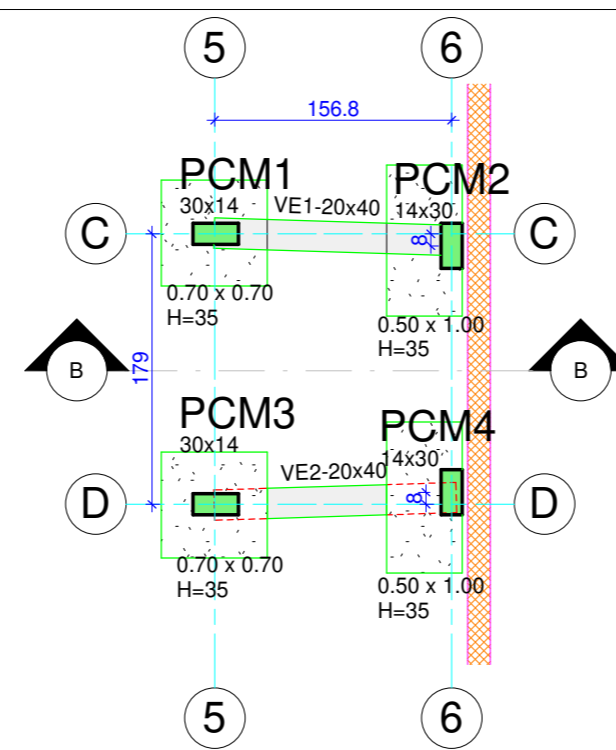 5
6
156.8
PCM1
30x14
VE1-20x40
PCM2
14x30
C
8
C
0.70 x 0.70
H=35
0.50 x 1.00
H=35
B
179
B
PCM3
30x14
VE2-20x40
PCM4
14x30
D
8
D
0.70 x 0.70
H=35
0.50 x 1.00
H=35
5
6